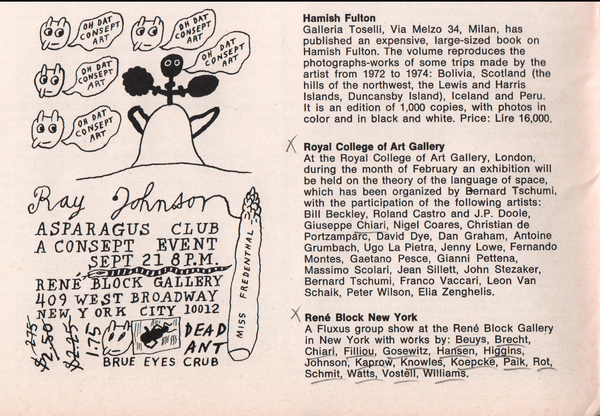 OH DAT
CONSEPT
ART
OH DAT
CONSEPT
ART
OH DAT
CONSEPT
ART
OH DAT
CONSEPT
ART
OH DAT
CONSEPT
ART
Ray Johnson
ASPARAGUS CLUB
A CONSEPT EVENT
SEPT 21 8 P.M.
RENÉ BLOCK GALLERY
409 WEST BROADWAY
NEW YORK CITY 10012
$2.75
$2.50
$2.25
1.75
DEAD
ANT
BRUE EYES CRUB
MISS FREDENTHAL
Hamish Fulton
Galleria Toselli, Via Melzo 34, Milan, has
published an expensive, large-sized book on
Hamish Fulton. The volume reproduces the
photographs-works of some trips made by the
artist from 1972 to 1974: Bolivia, Scotland (the
hills of the northwest, the Lewis and Harris
Islands, Duncansby Island), Iceland and Peru.
It is an edition of 1,000 copies, with photos in
color and in black and white. Price: Lire 16,000.
Royal College of Art Gallery
At the Royal College of Art Gallery, London,
during the month of February an exhibition will
be held on the theory of the language of space,
which has been organized by Bernard Tschumi,
with the participation of the following artists:
Bill Beckley, Roland Castro and J.P. Doole,
Giuseppe Chiari, Nigel Coares, Christian de
Portzamparc, David Dye, Dan Graham, Antoine
Grumbach, Ugo La Pietra, Jenny Lowe, Fernando
Montes, Gaetano Pesce, Gianni Pettena,
Massimo Scolari, Jean Sillett, John Stezaker,
Bernard Tschumi, Franco Vaccari, Leon Van
Schaik, Peter Wilson, Elia Zenghelis.
René Block New York
A Fluxus group show at the René Block Gallery
in New York with works by: Beuys, Brecht,
Chiari, Filliou, Gosewitz, Hansen, Higgins,
Johnson, Kaprow, Knowles, Koepcke, Paik, Rot,
Schmit, Watts, Vostell, Williams.